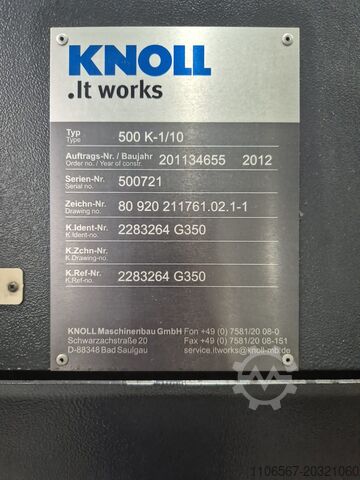 KNOLL
.It works
Typ 500 K-1/10
Type
Auftrags-Nr. / Baujahr 201134655 2012
Order no. / Year of constr.
Serien-Nr. 500721
Serial no.
Zeichn-Nr. 80 920 211761.02.1-1
Drawing no.
K.Ident-Nr. 2283264 G350
K.Ident-no.
K.Zchn-Nr.
K.Drawing-no.
K.Ref-Nr. 2283264 G350
K.Ref-no.
KNOLL Maschinenbau GmbH Fon +49 (0) 7581/20 08-0
Schwarzachstraße 20 Fax +49 (0) 7581/20 08-151
D-88348 Bad Saulgau service.itworks@knoll-mb.de
1106567-20321060